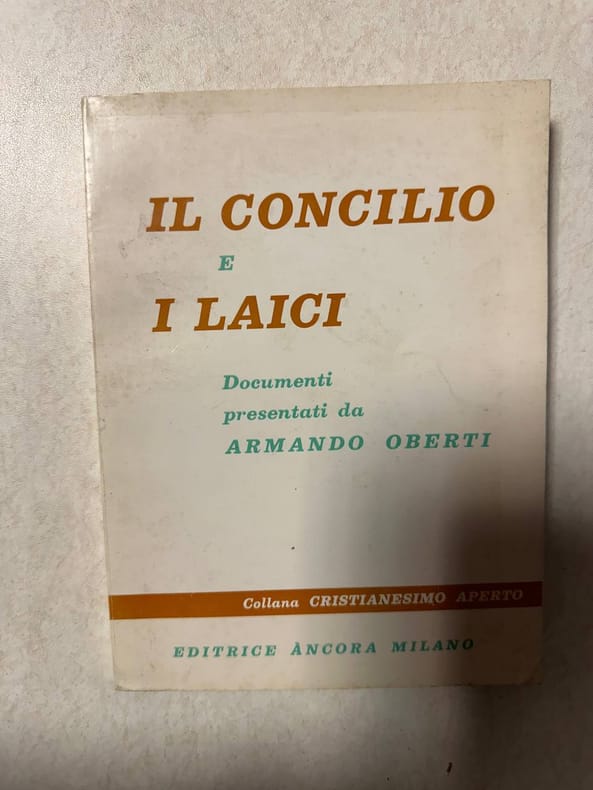 IL CONCILIO
E
I LAICI
Documenti
presentati da
ARMANDO OBERTI
Collana CRISTIANESIMO APERTO
EDITRICE ÀNCORA MILANO